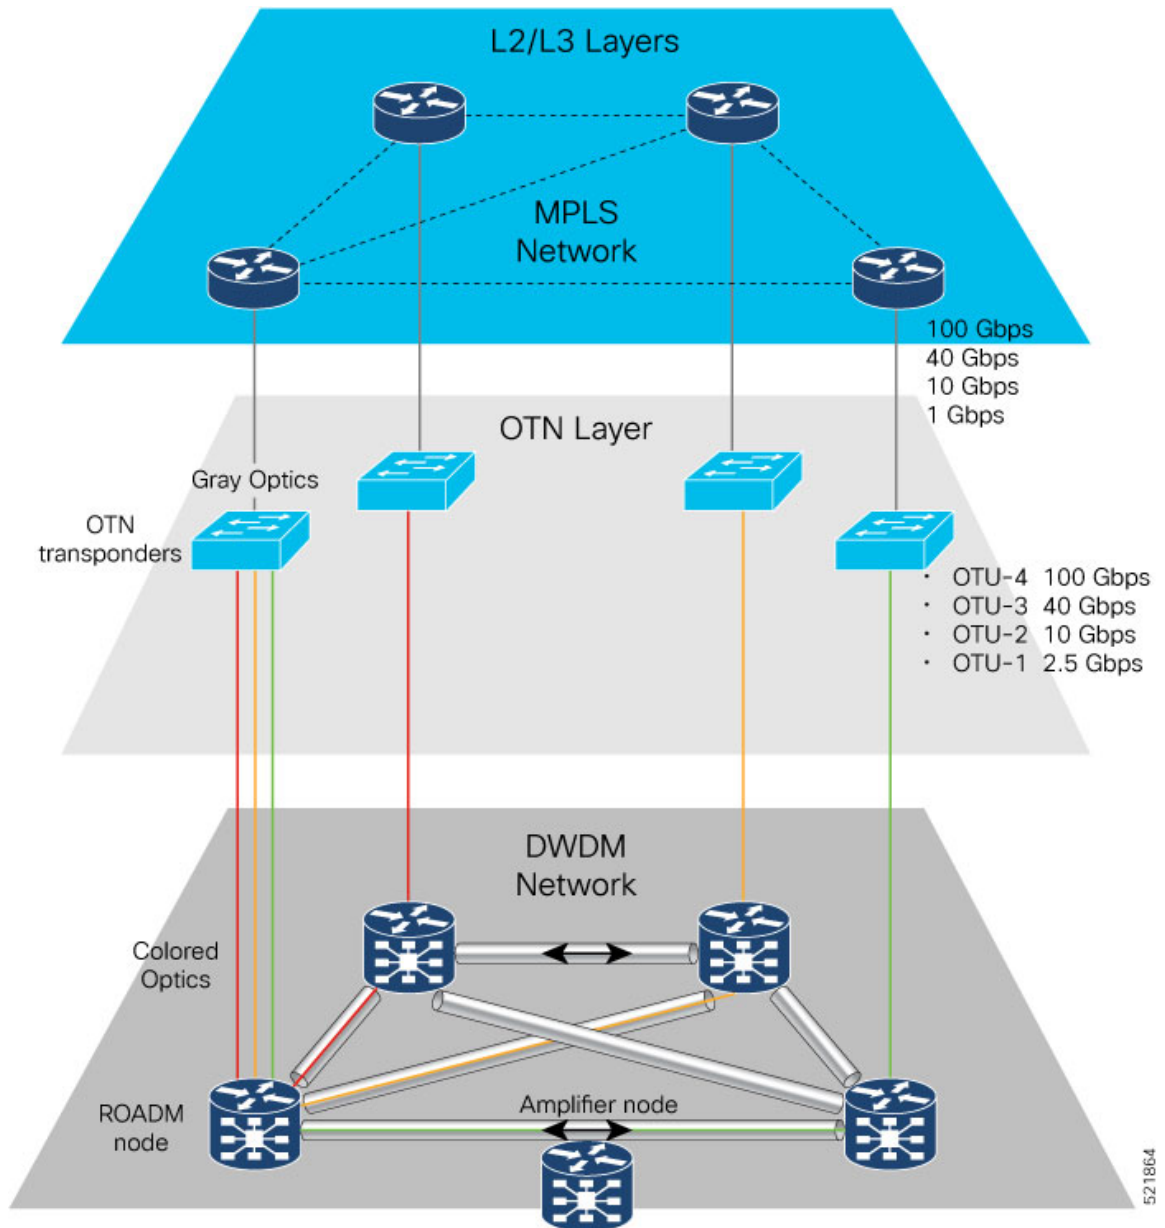 L2/L3 Layers
MPLS
Network
100 Gbps
40 Gbps
10 Gbps
1 Gbps
OTN Layer
Gray Optics
OTN
transponders
· OTU-4 100 Gbps
· OTU-3 40 Gbps
· OTU-2 10 Gbps
· OTU-1 2.5 Gbps
DWDM
Network
Colored
Optics
ROADM
node
Amplifier node
521864